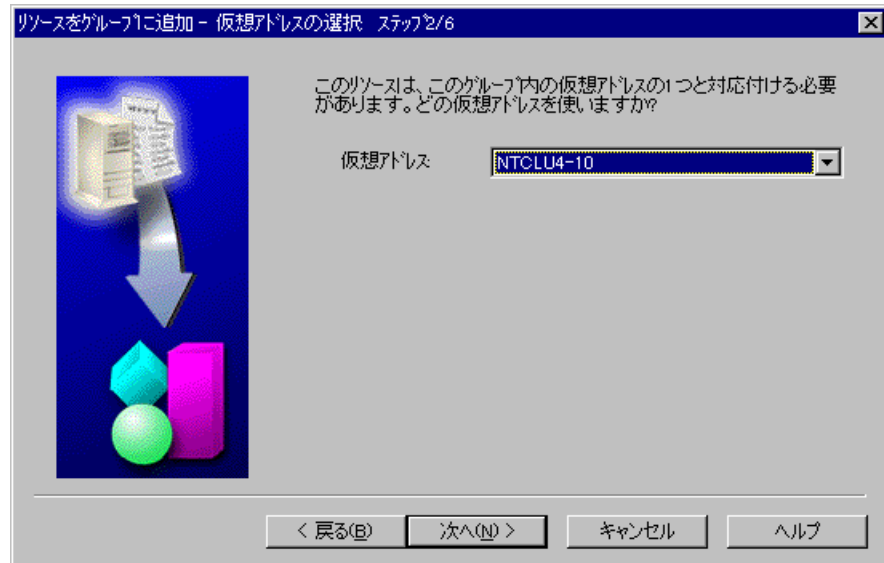 リソースをグループに追加 - 仮想アドレスの選択 ステップ2/6
このリソースは、このグループ内の仮想アドレスの1つと対応付ける必要
があります。どの仮想アドレスを使いますか?
仮想アドレス:
NTCLU4-10
< 戻る(B)
次へ(N) >
キャンセル
ヘルプ